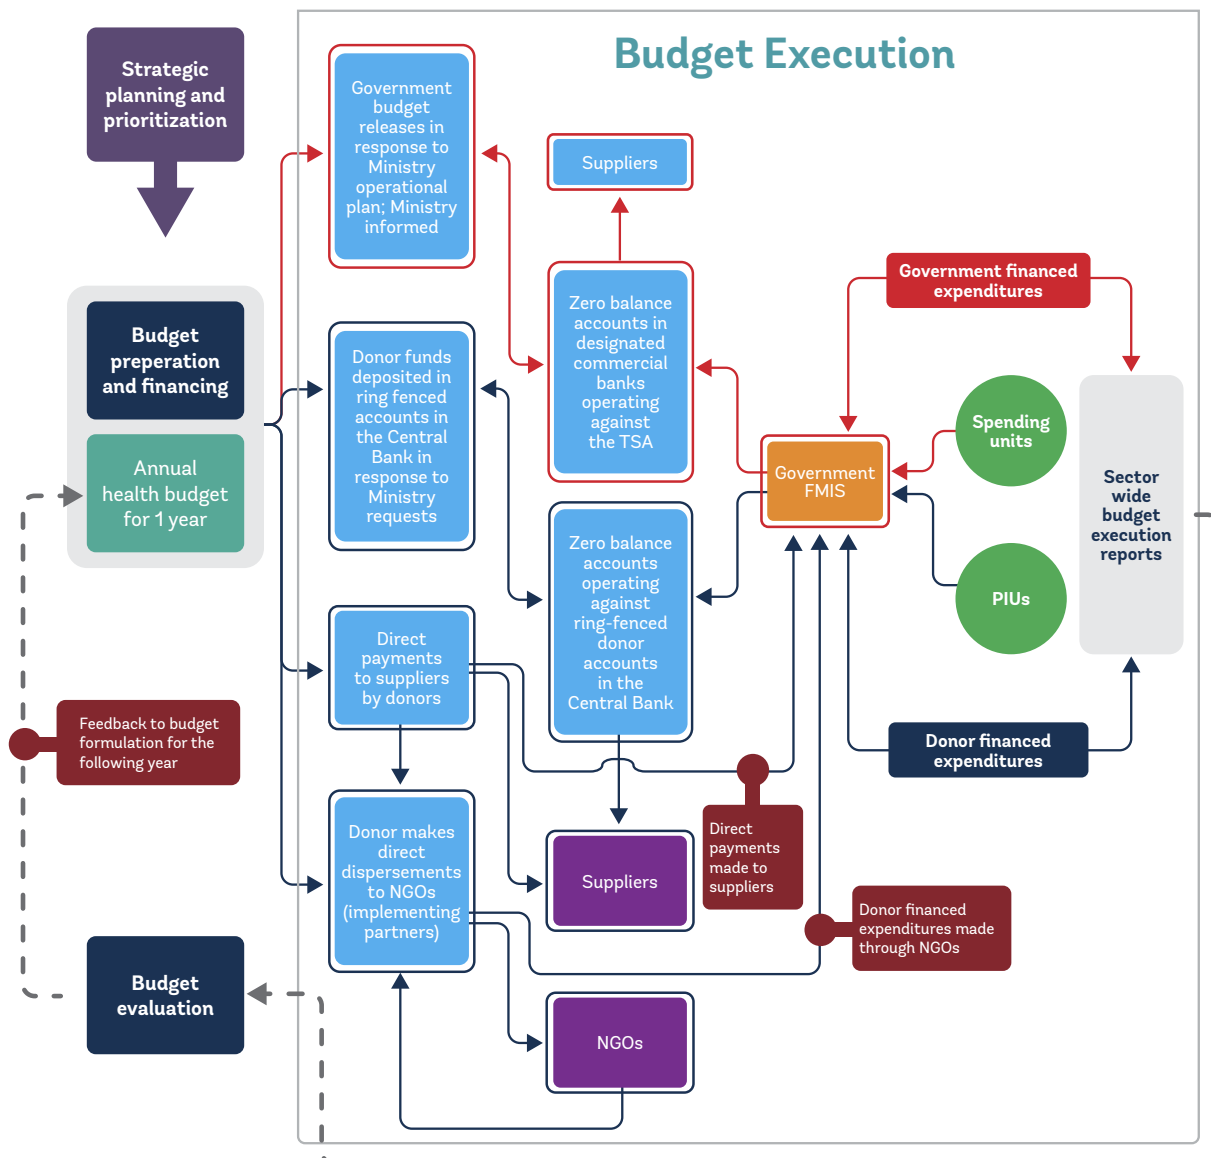 Budget Execution
Strategic
planning and
prioritization
Government
budget
releases in
response to
Ministry
operational
plan; Ministry
informed
Suppliers
Government financed
expenditures
Zero balance
accounts in
designated
commercial
banks
operating
against
the TSA
Budget
preperation
and financing
Donor funds
deposited in
ring fenced
accounts in
the Central
Bank in
response to
Ministry
requests
Annual
health budget
for 1 year
Government
FMIS
Spending
units
Sector
wide
budget
execution
reports
Zero balance
accounts
operating
against
ring-fenced
donor
accounts
in the
Central Bank
PIUs
Direct
payments
to suppliers
by donors
Feedback to budget
formulation for the
following year
Donor financed
expenditures
Donor makes
direct
dispersements
to NGOs
(implementing
partners)
Suppliers
Direct
payments
made to
suppliers
Donor financed
expenditures made
through NGOs
Budget
evaluation
NGOs